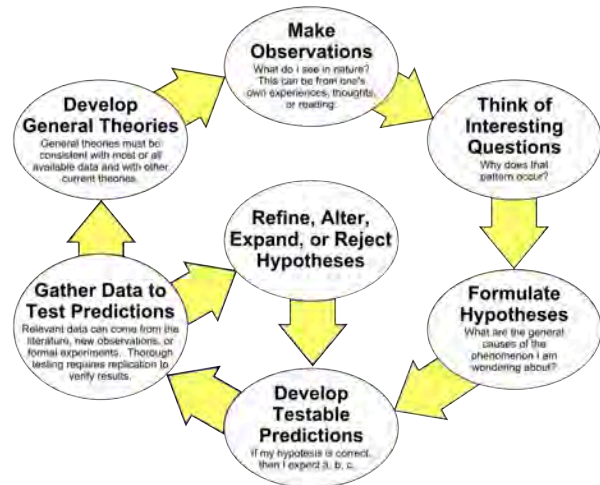 Make
Observations
What do I see in nature?
This can be from one's
own experiences, thoughts,
or reading.
Think of
Interesting
Questions
Why does that
pattern occur?
Formulate
Hypotheses
What are the general
causes of the
phenomenon I am
wondering about?
Develop
Testable
Predictions
If my hypotesis is correct,
then I expect a, b, c,
Gather Data to
Test Predictions
Relevant data can come from the
literature, new observations, or
formal experiments. Thorough
testing requires replication to
verify results.
Refine, Alter,
Expand, or Reject
Hypotheses
Develop
General Theories
General theories must be
consistent with most or all
available data and with other
current theories.